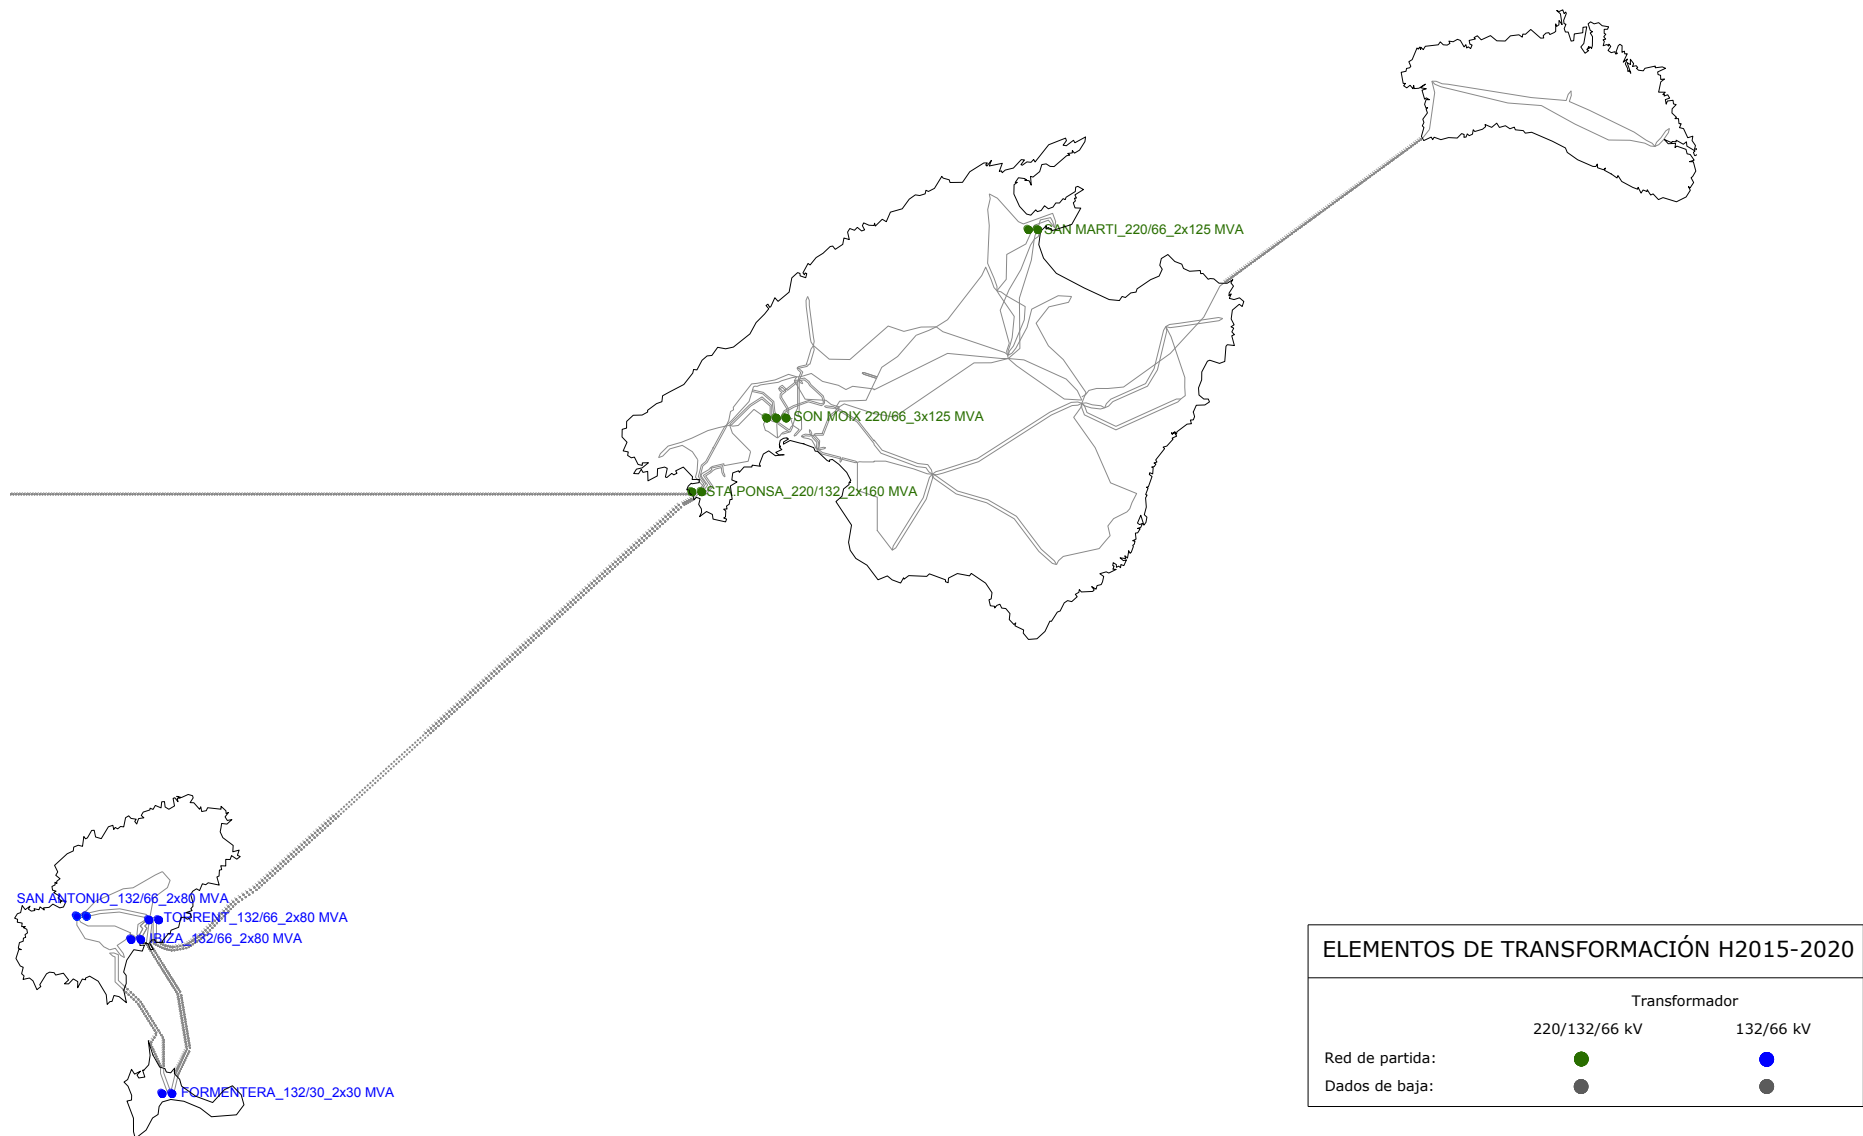 SAN MARTI_220/66_2x125 MVA
SON MOIX 220/66_3x125 MVA
STA.PONSA_220/132_2x160 MVA
SAN ANTONIO_132/66_2x80 MVA
TORRENT_132/66_2x80 MVA
IBIZA_132/66_2x80 MVA
FORMENTERA_132/30_2x30 MVA
ELEMENTOS DE TRANSFORMACIÓN H2015-2020
Transformador
220/132/66 kV 132/66 kV
Red de partida:
Dados de baja: